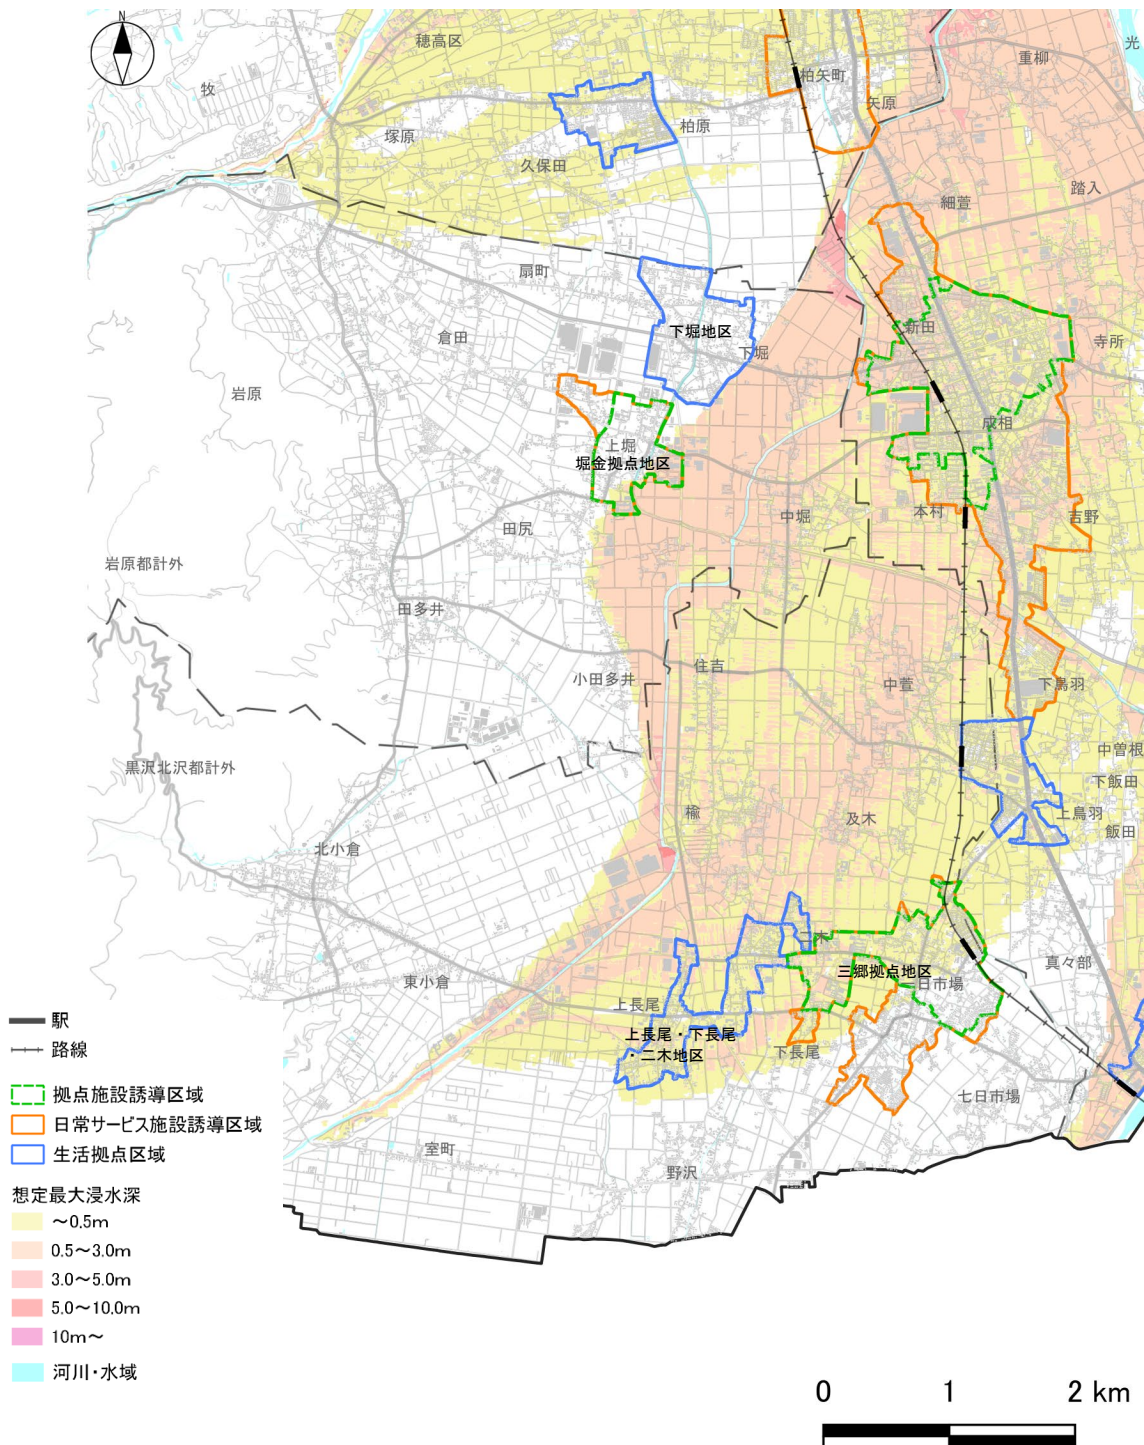 N
穂高区
光
重柳
牧
柏矢町
矢原
塚原
柏原
久保田
踏入
細萱
扇町
下堀地区
新田
倉田
下堀
寺所
岩原
成相
上堀
堀金拠点地区
中堀
本村
吉野
田尻
岩原都計外
田多井
住吉
小田多井
中萱
下鳥羽
中曽根
黒沢北沢都計外
下飯田
楡
及木
上鳥羽
飯田
北小倉
二木
真々部
三郷拠点地区
東小倉
日市場
上長尾
上長尾・下長尾
・二木地区
下長尾
七日市場
室町
野沢
駅
路線
拠点施設誘導区域
日常サービス施設誘導区域
生活拠点区域
想定最大浸水深
～0.5m
0.5～3.0m
3.0～5.0m
5.0～10.0m
10m～
河川・水域
0 1 2 km